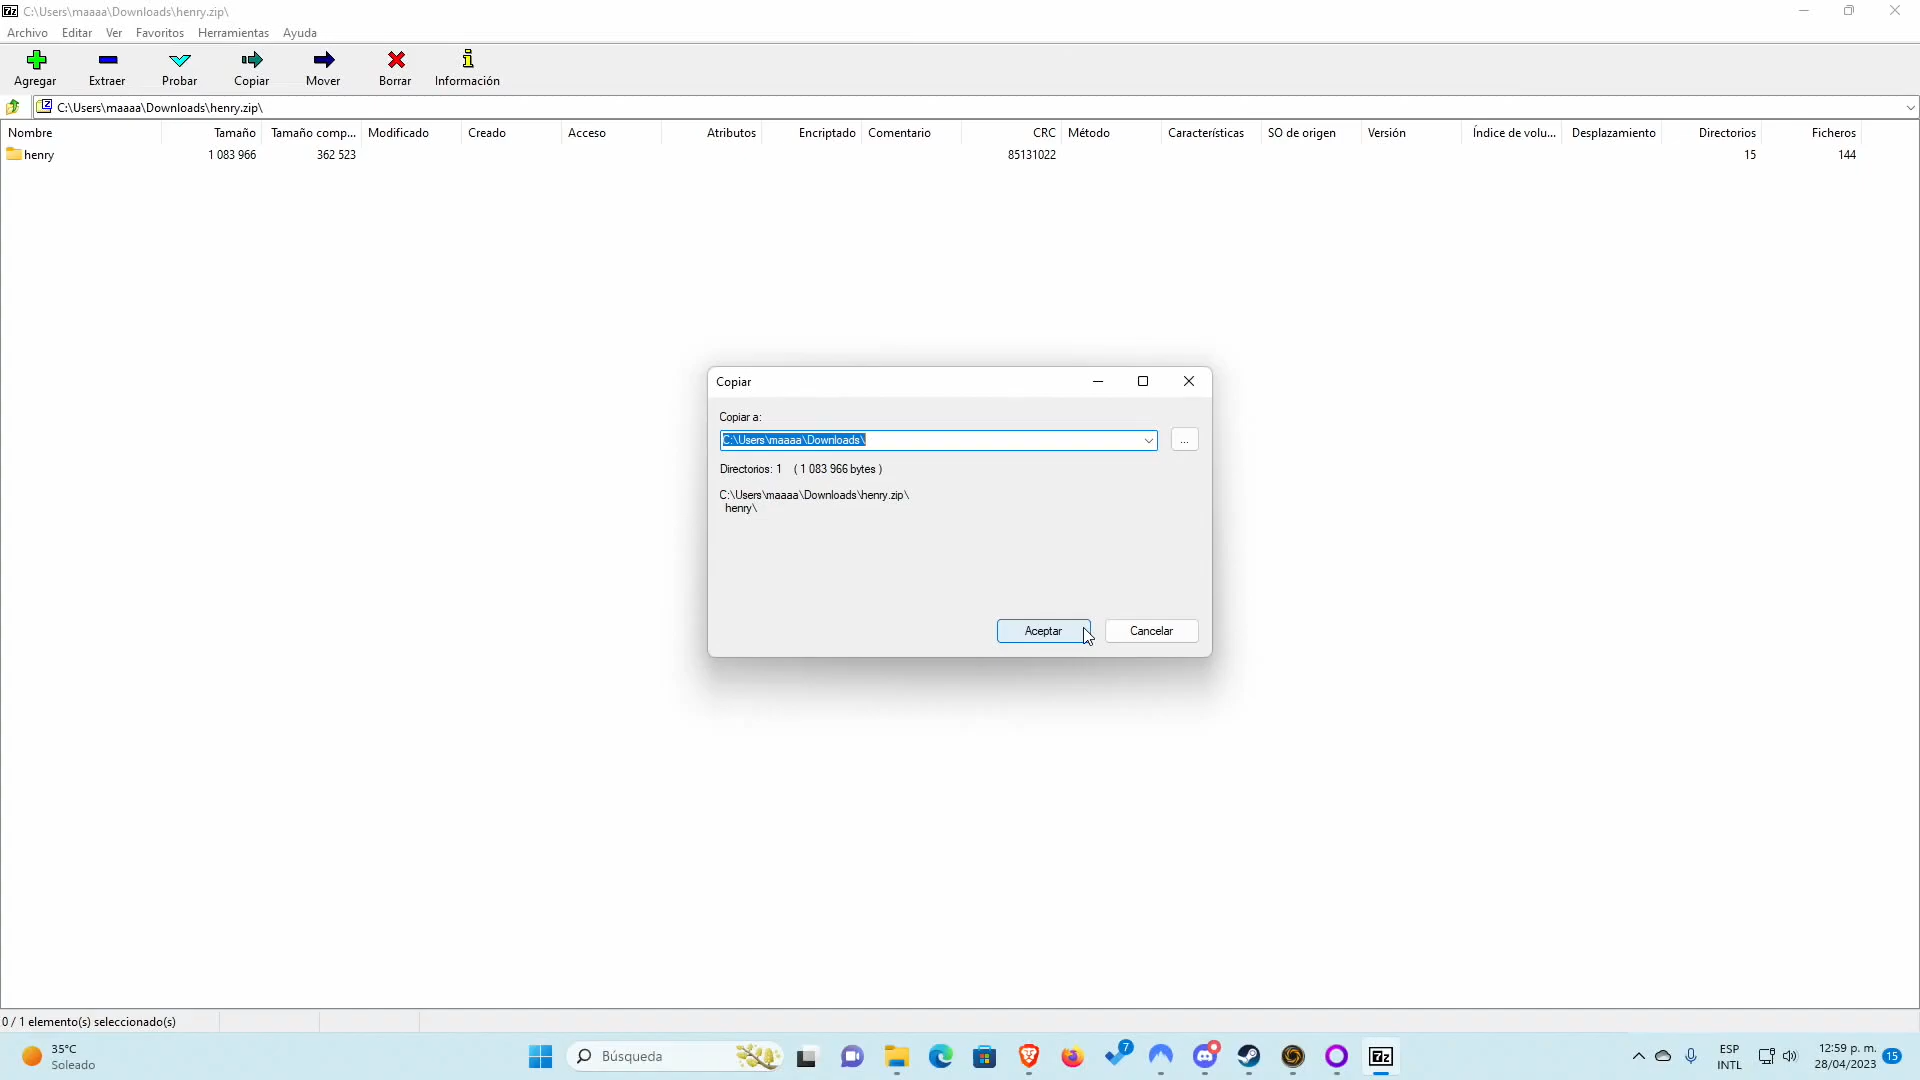 7z C:\Users\maaaa\Downloads\henry.zip\
Archivo Editar Ver Favoritos Herramientas Ayuda
Agregar Extraer Probar Copiar Mover Borrar Información
C:\Users\maaaa\Downloads\henry.zip\
Nombre Tamaño Tamaño comp... Modificado Creado Acceso Atributos Encriptado Comentario CRC Método Características SO de origen Versión Índice de volu... Desplazamiento Directorios Ficheros
henry 1 083 966 362 523 85131022 15 144
Copiar
Copiar a:
C:\Users\maaaa\Downloads\
...
Directorios: 1 ( 1 083 966 bytes )
C:\Users\maaaa\Downloads\henry.zip\
henry\
Aceptar Cancelar
0 / 1 elemento(s) seleccionado(s)
35°C
Soleado
Búsqueda
7
7z
ESP
INTL
12:59 p. m.
28/04/2023
15